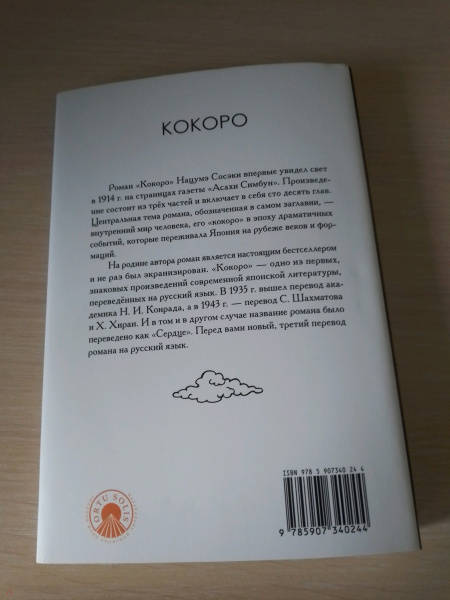 КОКОРО
Роман «Кокоро» Нацумэ Сосэки впервые увидел свет
в 1914 г. на страницах газеты «Асахи Симбун». Произведе-
ние состоит из трёх частей и включает в себя сто десять глав.
Центральная тема романа, обозначенная в самом заглавии, —
внутренний мир человека, его «кокоро» в эпоху драматичных
событий, которые переживала Япония на рубеже веков и фор-
маций.
На родине автора роман является настоящим бестселлером
и не раз был экранизирован. «Кокоро» — одно из первых,
знаковых произведений современной японской литературы,
переведённых на русский язык. В 1935 г. вышел перевод ака-
демика Н. И. Конрада, а в 1943 г. — перевод С. Шахматова
и Х. Хираи. И в том и в другом случае название романа было
переведено как «Сердце». Перед вами новый, третий перевод
романа на русский язык.
ISBN 978 5 907340 24 4
9 785907 340244
ORTU SOLIS